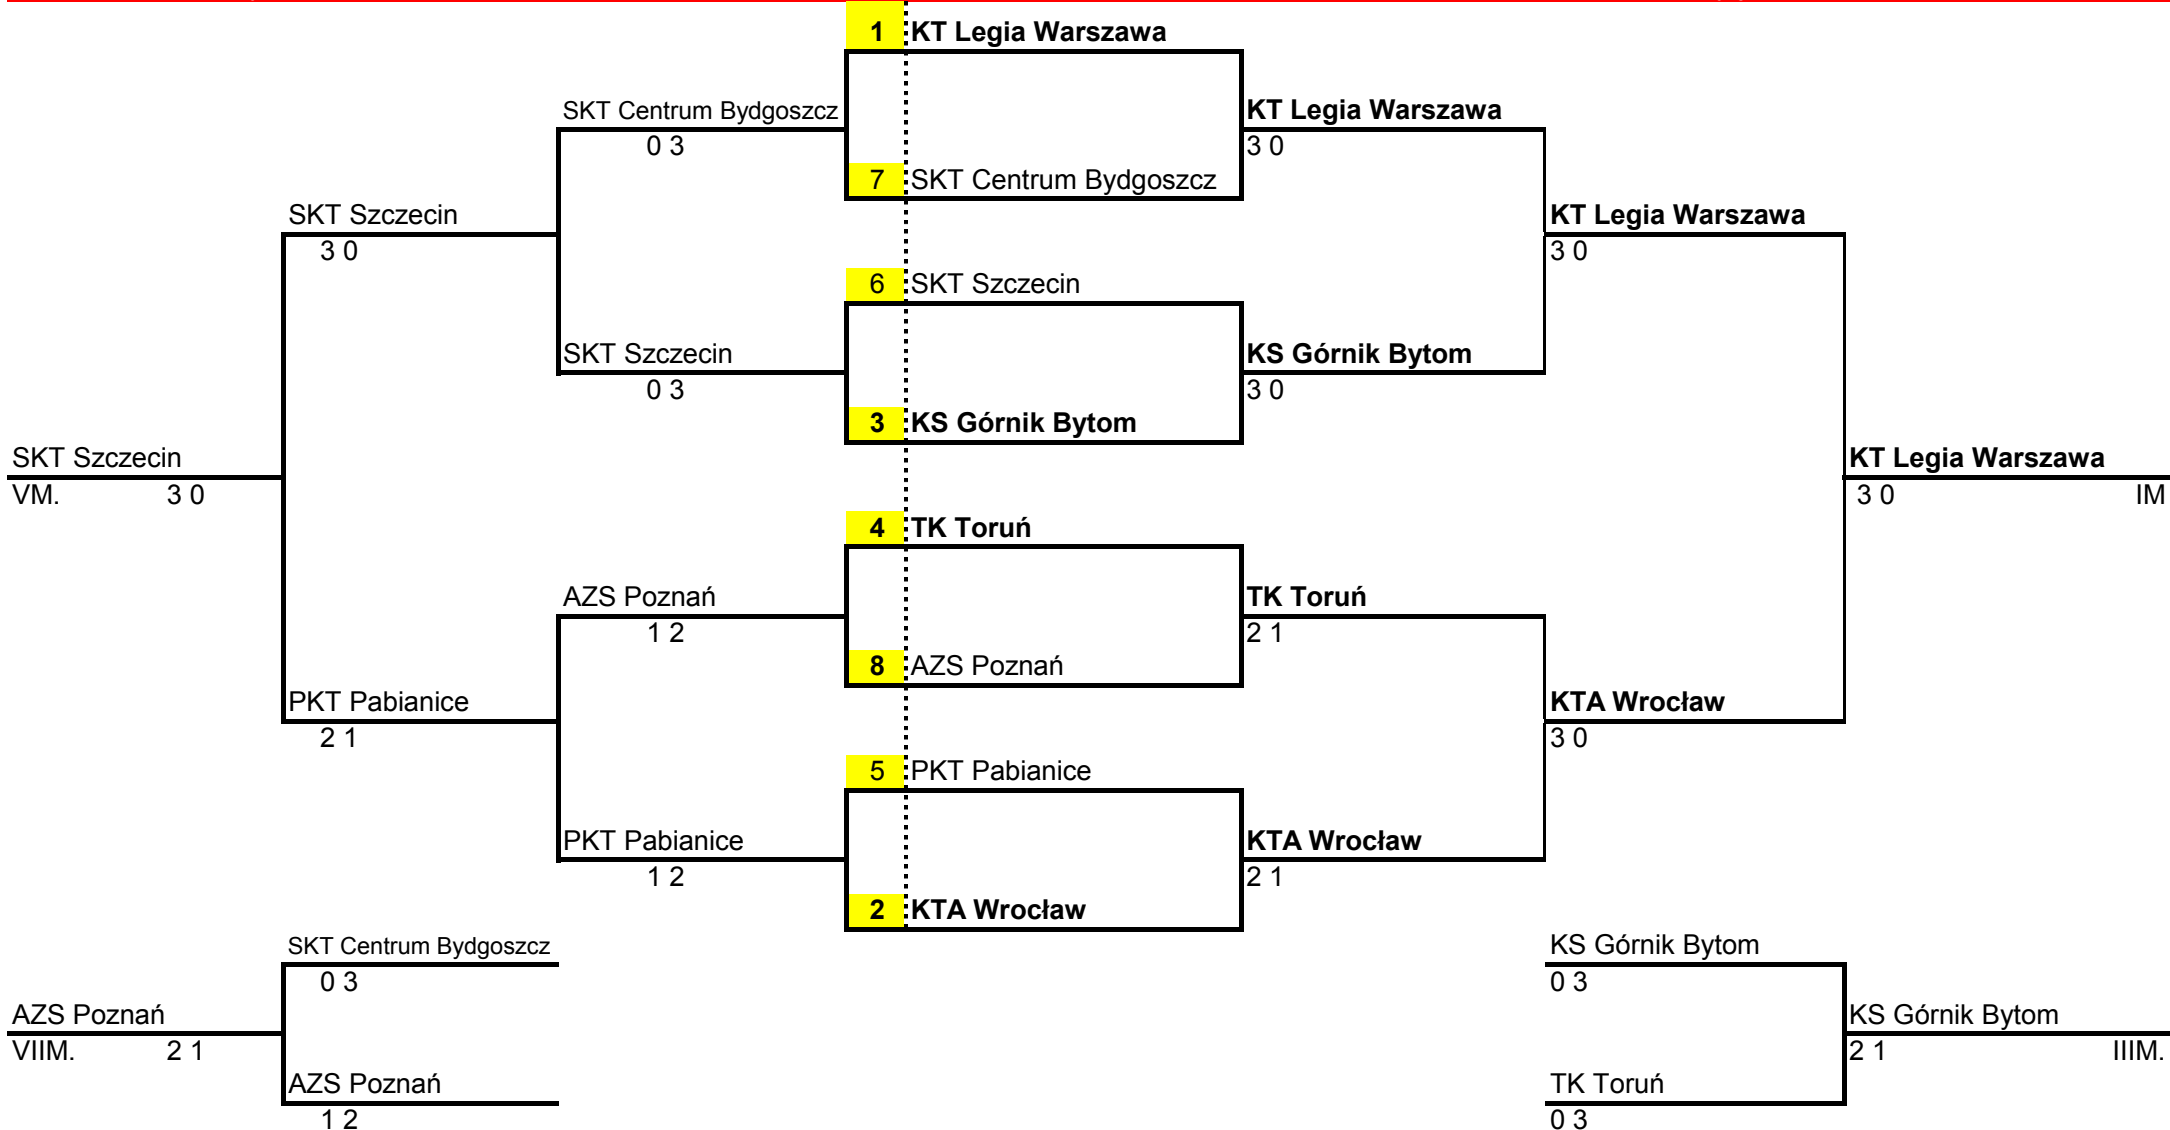 1 KT Legia Warszawa
SKT Centrum Bydgoszcz KT Legia Warszawa
0 3 3 0
7 SKT Centrum Bydgoszcz
SKT Szczecin KT Legia Warszawa
3 0 3 0
6 SKT Szczecin
SKT Szczecin KS Górnik Bytom
0 3 3 0
3 KS Górnik Bytom
SKT Szczecin KT Legia Warszawa
VM. 3 0 3 0 IM
4 TK Toruń
AZS Poznań TK Toruń
1 2 2 1
8 AZS Poznań
PKT Pabianice KTA Wrocław
2 1 3 0
5 PKT Pabianice
PKT Pabianice KTA Wrocław
1 2 2 1
2 KTA Wrocław
SKT Centrum Bydgoszcz KS Górnik Bytom
0 3 0 3
AZS Poznań KS Górnik Bytom
VIIM. 2 1 2 1 IIIM.
AZS Poznań TK Toruń
1 2 0 3